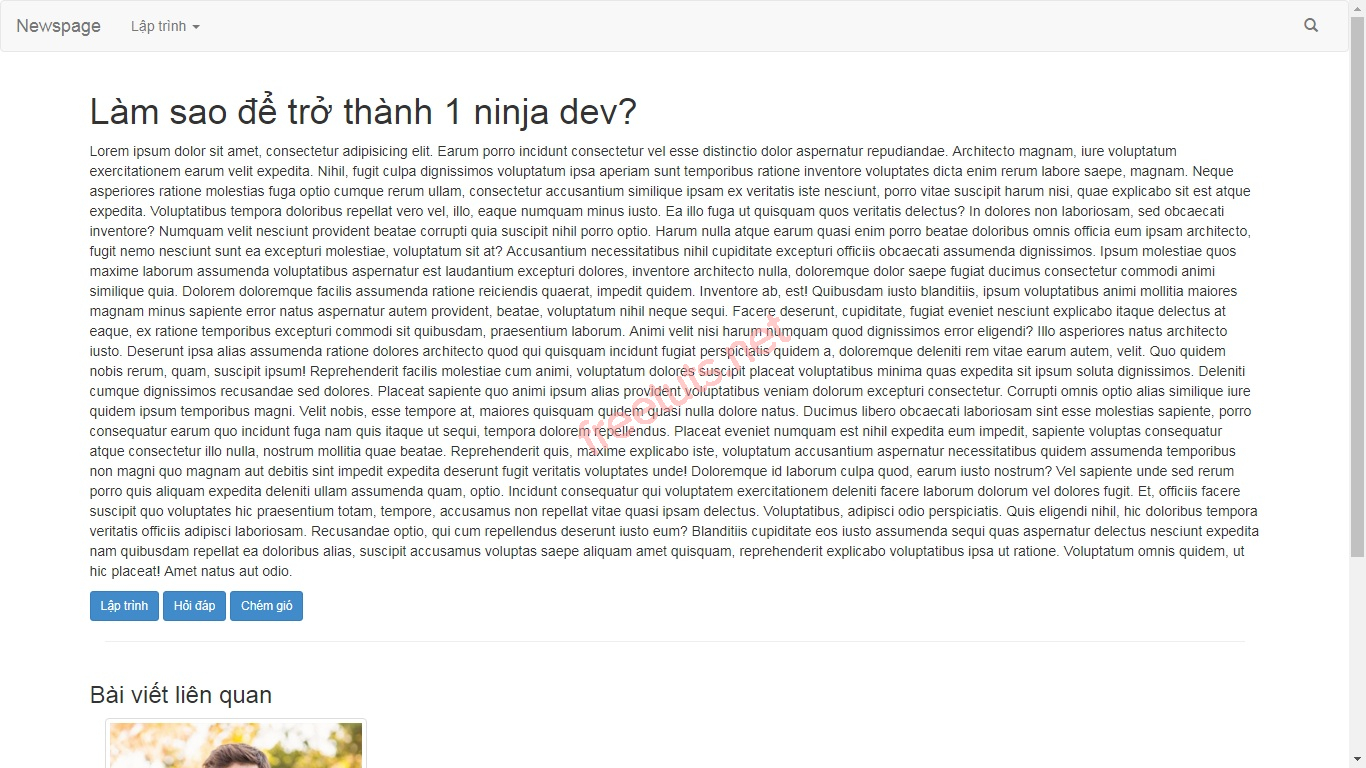 Newspage
Lập trình
Làm sao để trở thành 1 ninja dev?
Lorem ipsum dolor sit amet, consectetur adipisicing elit. Earum porro incidunt consectetur vel esse distinctio dolor aspernatur repudiandae. Architecto magnam, iure voluptatum
exercitationem earum velit expedita. Nihil, fugit culpa dignissimos voluptatum ipsa aperiam sunt temporibus ratione inventore voluptates dicta enim rerum labore saepe, magnam. Neque
asperiores ratione molestias fuga optio cumque rerum ullam, consectetur accusantium similique ipsam ex veritatis iste nesciunt, porro vitae suscipit harum nisi, quae explicabo sit est atque
expedita. Voluptatibus tempora doloribus repellat vero vel, illo, eaque numquam minus iusto. Ea illo fuga ut quisquam quos veritatis delectus? In dolores non laboriosam, sed obcaecati
inventore? Numquam velit nesciunt provident beatae corrupti quia suscipit nihil porro optio. Harum nulla atque earum quasi enim porro beatae doloribus omnis officia eum ipsam architecto,
fugit nemo nesciunt sunt ea excepturi molestiae, voluptatum sit at? Accusantium necessitatibus nihil cupiditate excepturi officiis obcaecati assumenda dignissimos. Ipsum molestiae quos
maxime laborum assumenda voluptatibus aspernatur est laudantium excepturi dolores, inventore architecto nulla, doloremque dolor saepe fugiat ducimus consectetur commodi animi
similique quia. Dolorem doloremque facilis assumenda ratione reiciendis quaerat, impedit quidem. Inventore ab, est! Quibusdam iusto blanditiis, ipsum voluptatibus animi mollitia maiores
magnam minus sapiente error natus aspernatur autem provident, beatae, voluptatum nihil neque sequi. Facere deserunt, cupiditate, fugiat eveniet nesciunt explicabo itaque delectus at
eaque, ex ratione temporibus excepturi commodi sit quibusdam, praesentium laborum. Animi velit nisi harum numquam quod dignissimos error eligendi? Illo asperiores natus architecto
iusto. Deserunt ipsa alias assumenda ratione dolores architecto quod qui quisquam incidunt fugiat perspiciatis quidem a, doloremque deleniti rem vitae earum autem, velit. Quo quidem
nobis rerum, quam, suscipit ipsum! Reprehenderit facilis molestiae cum animi, voluptatum dolores suscipit placeat voluptatibus minima quas expedita sit ipsum soluta dignissimos. Deleniti
cumque dignissimos recusandae sed dolores. Placeat sapiente quo animi ipsum alias provident voluptatibus veniam dolorum excepturi consectetur. Corrupti omnis optio alias similique iure
quidem ipsum temporibus magni. Velit nobis, esse tempore at, maiores quisquam quidem quasi nulla dolore natus. Ducimus libero obcaecati laboriosam sint esse molestias sapiente, porro
consequatur earum quo incidunt fuga nam quis itaque ut sequi, tempora dolorem repellendus. Placeat eveniet numquam est nihil expedita eum impedit, sapiente voluptas consequatur
atque consectetur illo nulla, nostrum mollitia quae beatae. Reprehenderit quis, maxime explicabo iste, voluptatum accusantium aspernatur necessitatibus quidem assumenda temporibus
non magni quo magnam aut debitis sint impedit expedita deserunt fugit veritatis voluptates unde! Doloremque id laborum culpa quod, earum iusto nostrum? Vel sapiente unde sed rerum
porro quis aliquam expedita deleniti ullam assumenda quam, optio. Incidunt consequatur qui voluptatem exercitationem deleniti facere laborum dolorum vel dolores fugit. Et, officiis facere
suscipit quo voluptates hic praesentium totam, tempore, accusamus non repellat vitae quasi ipsam delectus. Voluptatibus, adipisci odio perspiciatis. Quis eligendi nihil, hic doloribus tempora
veritatis officiis adipisci laboriosam. Recusandae optio, qui cum repellendus deserunt iusto eum? Blanditiis cupiditate eos iusto assumenda sequi quas aspernatur delectus nesciunt expedita
nam quibusdam repellat ea doloribus alias, suscipit accusamus voluptas saepe aliquam amet quisquam, reprehenderit explicabo voluptatibus ipsa ut ratione. Voluptatum omnis quidem, ut
hic placeat! Amet natus aut odio.
freetuts.net
Lập trình
Hỏi đáp
Chém gió
Bài viết liên quan